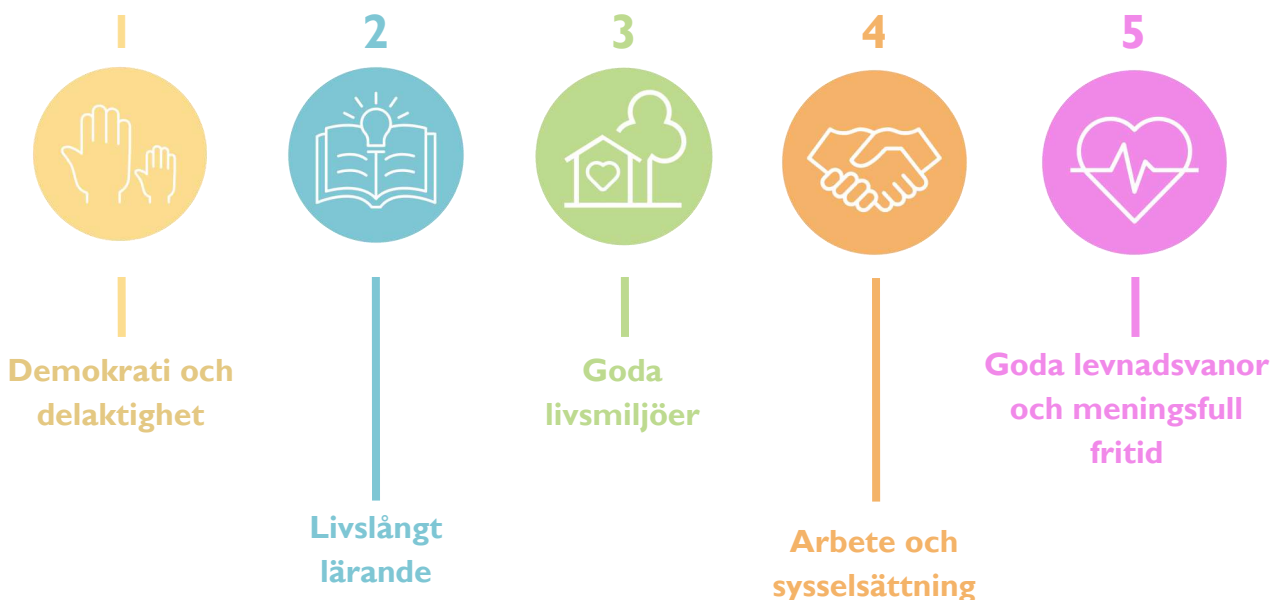 1
Demokrati och
delaktighet
2
Livslångt
lärande
3
Goda
livsmiljöer
4
Arbete och
sysselsättning
5
Goda levnadsvanor
och meningsfull
fritid